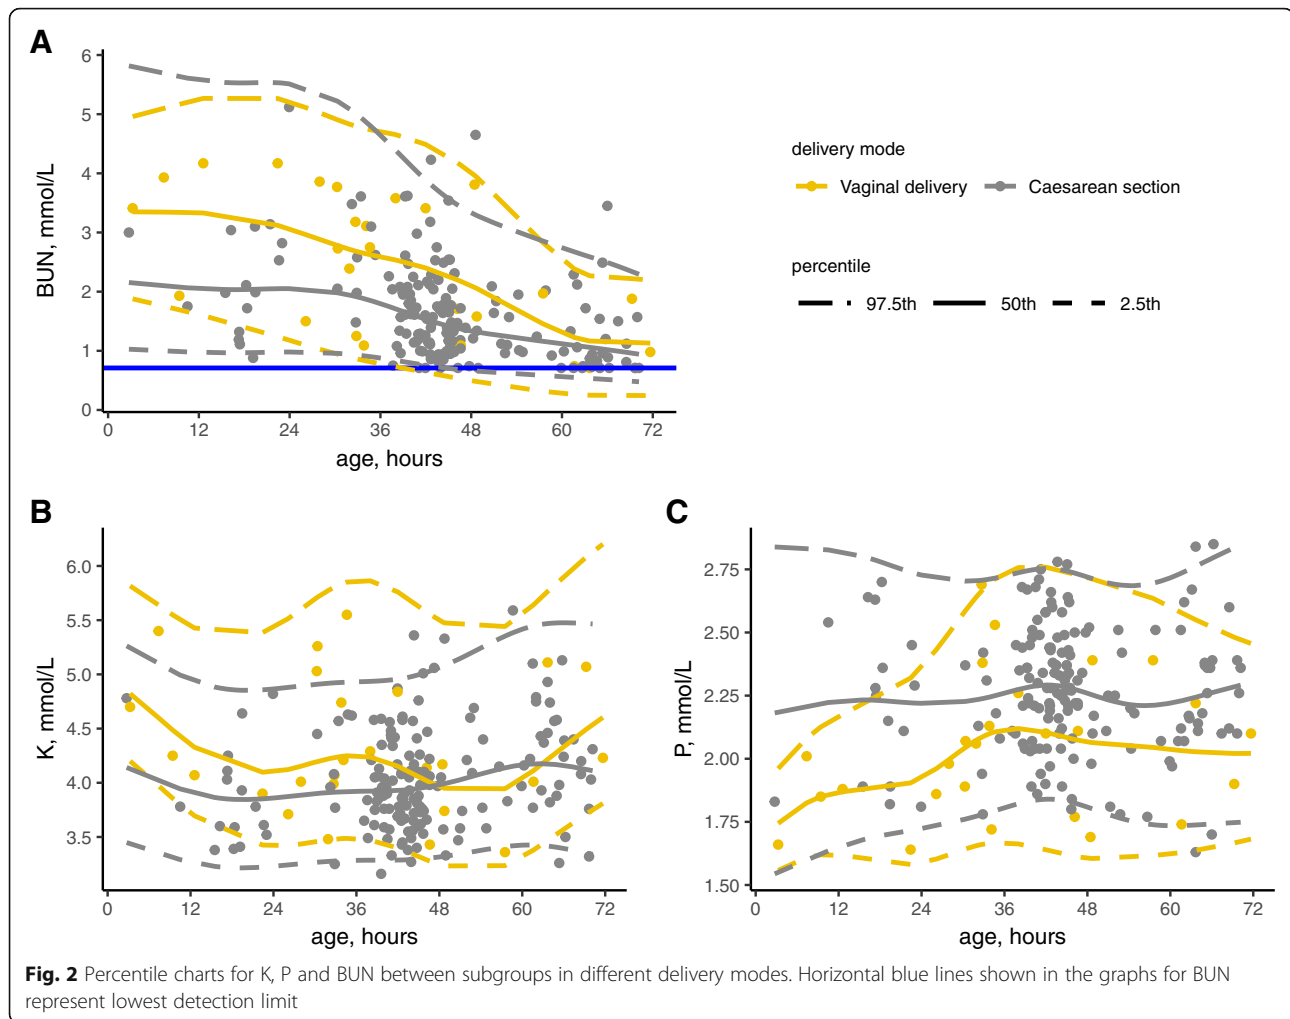 A
6
5
4
3
2
1
0
BUN, mmol/L
0 12 24 36 48 60 72
age, hours
delivery mode
Vaginal delivery Caesarean section
percentile
97.5th 50th 2.5th
B
6.0
5.5
5.0
4.5
4.0
3.5
K, mmol/L
0 12 24 36 48 60 72
age, hours
C
2.75
2.50
2.25
2.00
1.75
1.50
P, mmol/L
0 12 24 36 48 60 72
age, hours
Fig. 2 Percentile charts for K, P and BUN between subgroups in different delivery modes. Horizontal blue lines shown in the graphs for BUN
represent lowest detection limit